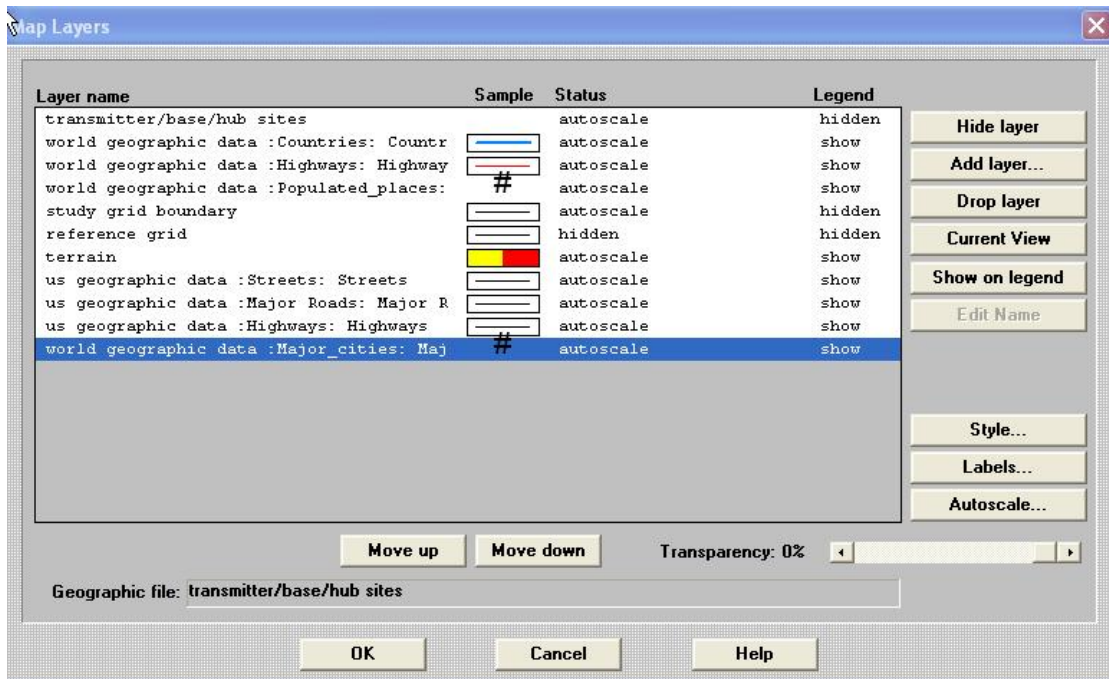 Map Layers
Layer name Sample Status Legend
transmitter/base/hub sites autoscale hidden
world geographic data :Countries: Countr autoscale show
world geographic data :Highways: Highway autoscale show
world geographic data :Populated_places: # autoscale show
study grid boundary autoscale hidden
reference grid hidden hidden
terrain autoscale show
us geographic data :Streets: Streets autoscale show
us geographic data :Major Roads: Major R autoscale show
us geographic data :Highways: Highways autoscale show
world geographic data :Major_cities: Maj # autoscale show
Hide layer
Add layer...
Drop layer
Current View
Show on legend
Edit Name
Style...
Labels...
Autoscale...
Move up Move down Transparency: 0%
Geographic file: transmitter/base/hub sites
OK Cancel Help